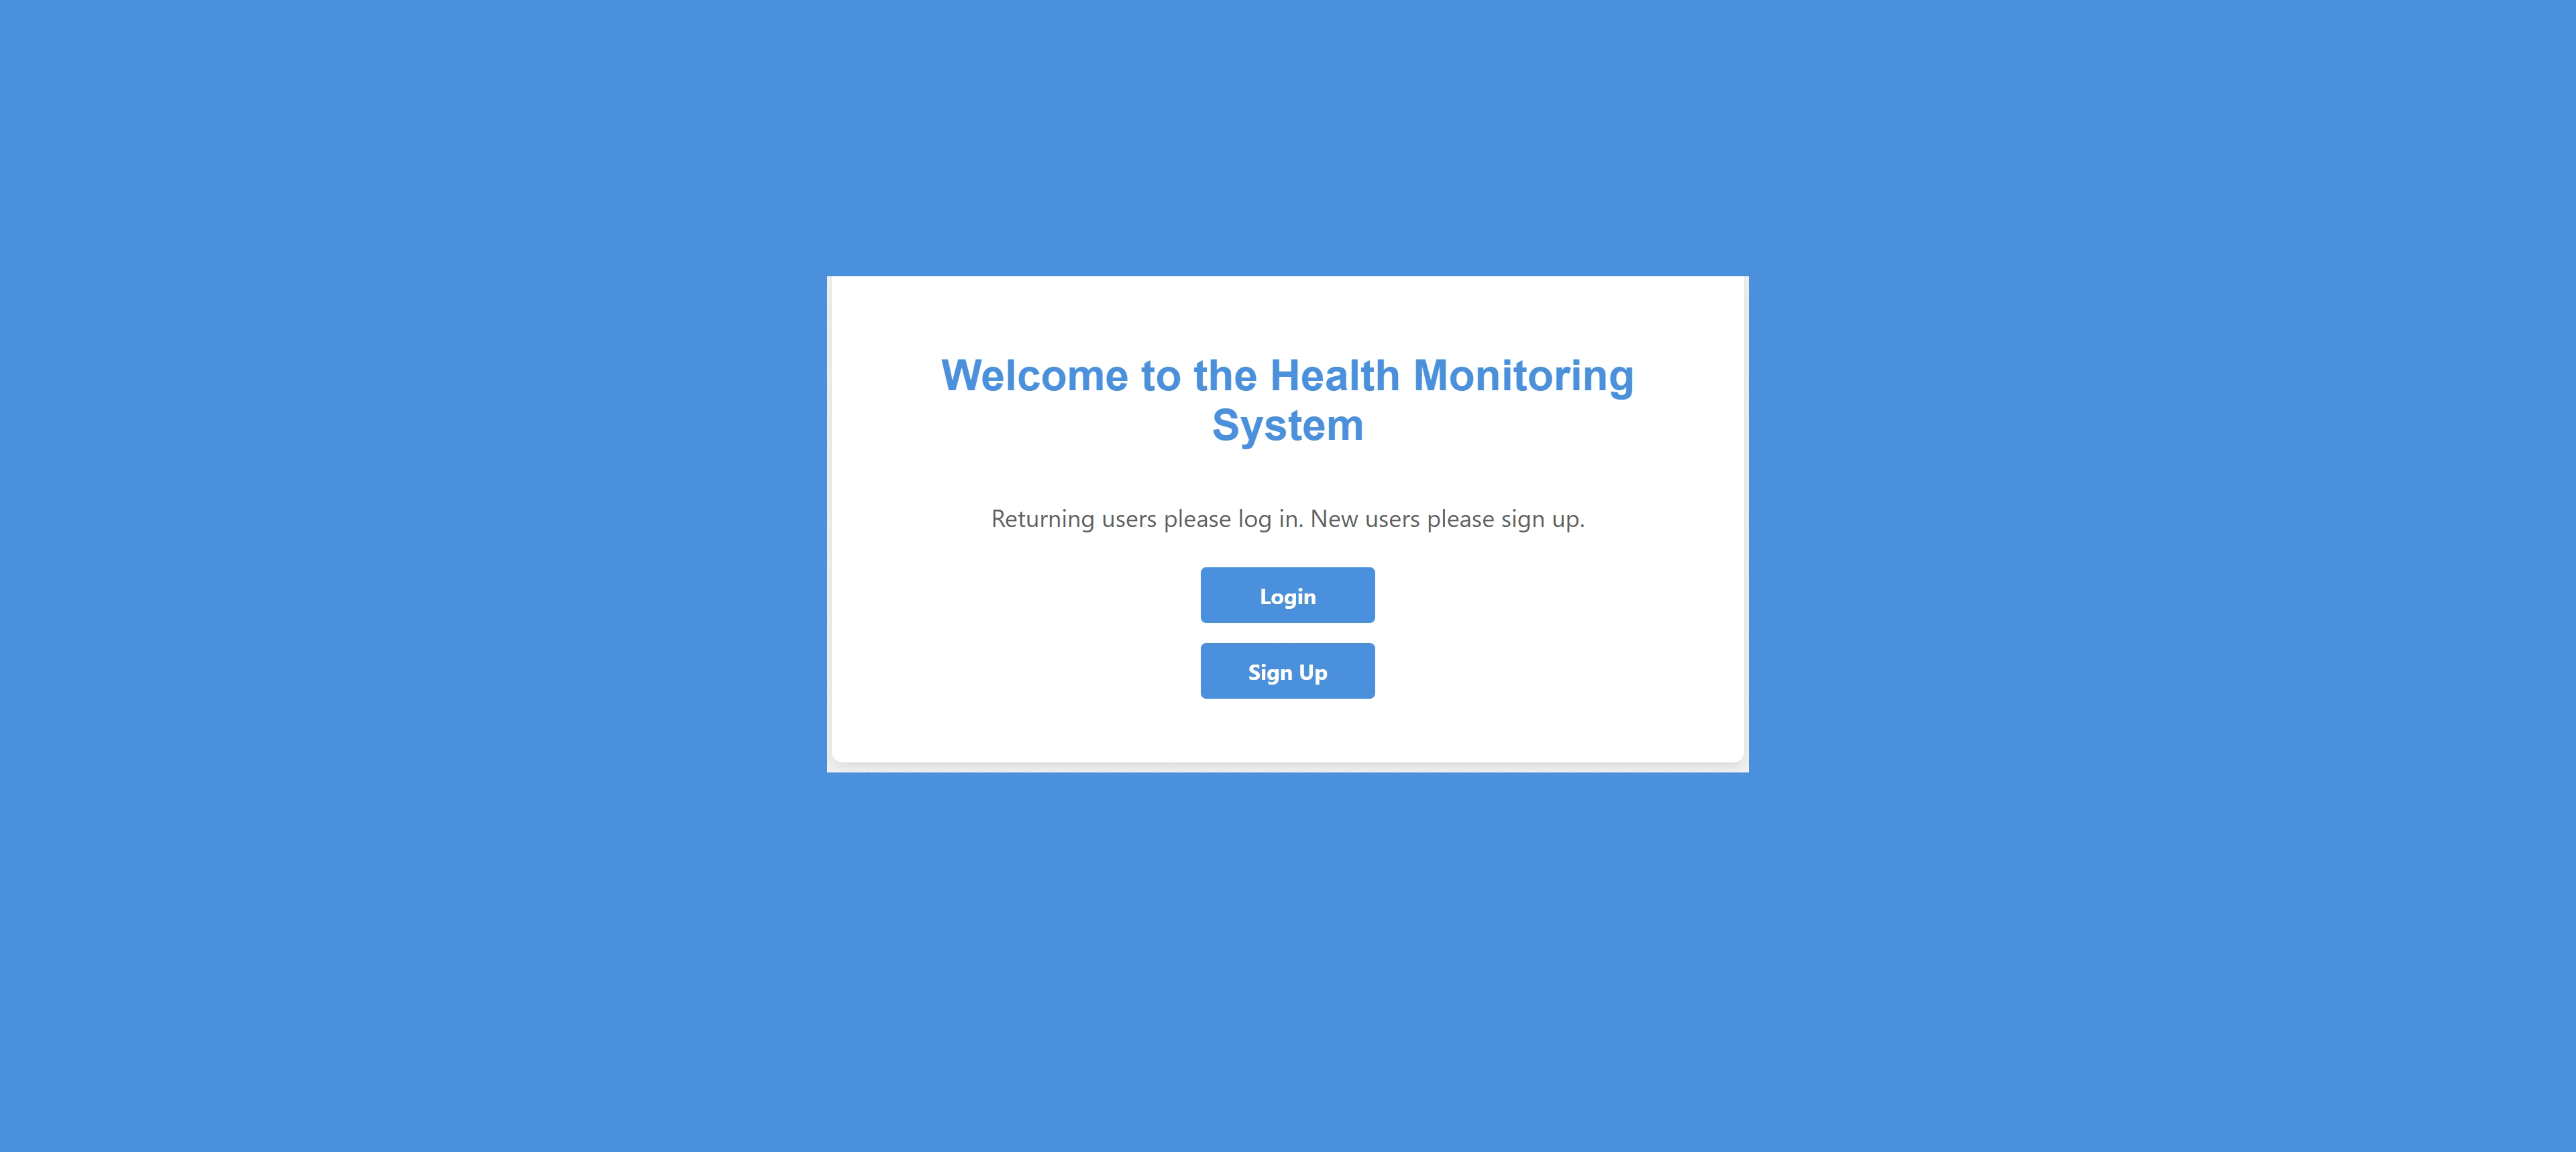 Welcome to the Health Monitoring
System
Returning users please log in. New users please sign up.
Login
Sign Up